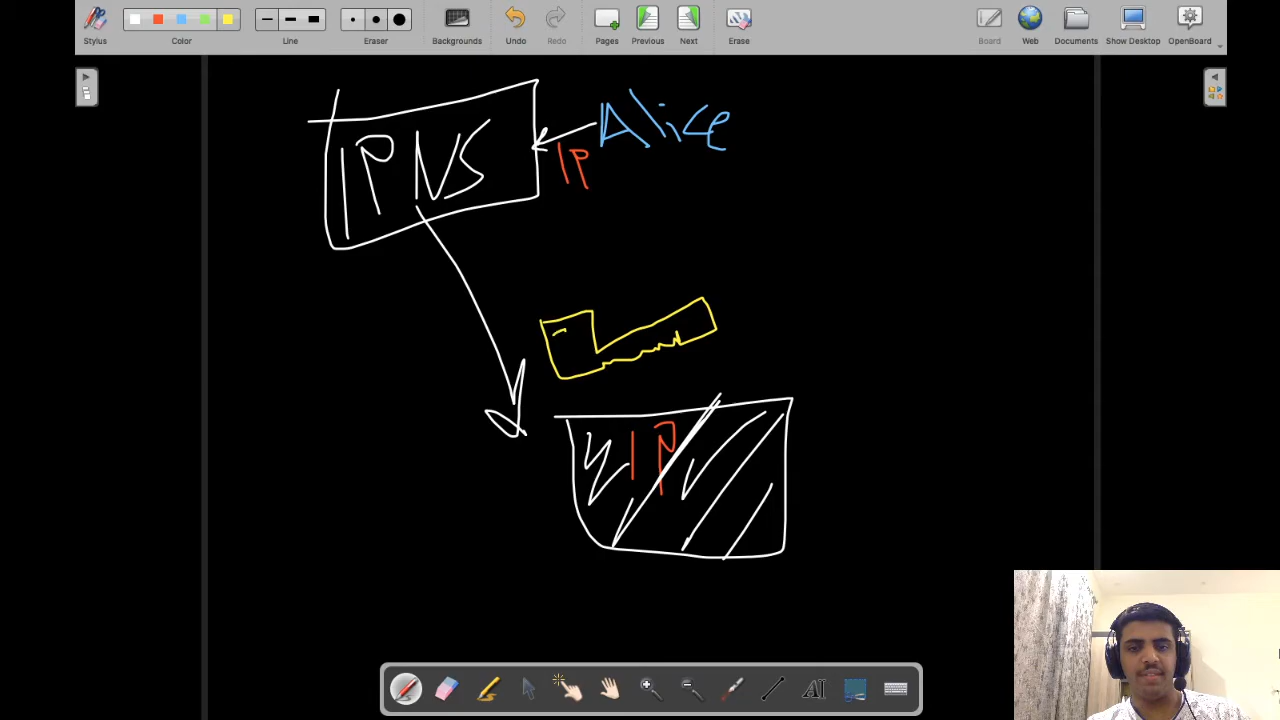 Stylus Color Line Eraser Backgrounds Undo Redo Pages Previous Next Erase Board Web Documents Show Desktop OpenBoard
IPNS
Alice
IP
IP
AI